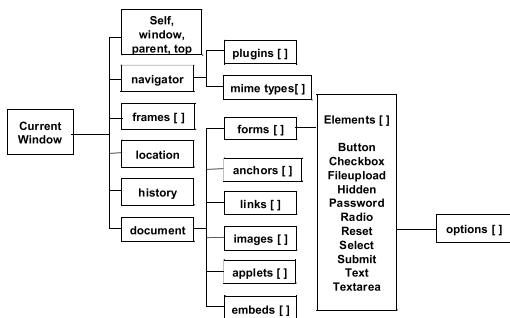 Current
Window
Self,
window,
parent, top
navigator
frames [ ]
location
history
document
plugins [ ]
mime types[ ]
forms [ ]
anchors [ ]
links [ ]
images [ ]
applets [ ]
embeds [ ]
Elements [ ]
Button
Checkbox
Fileupload
Hidden
Password
Radio
Reset
Select
Submit
Text
Textarea
options [ ]